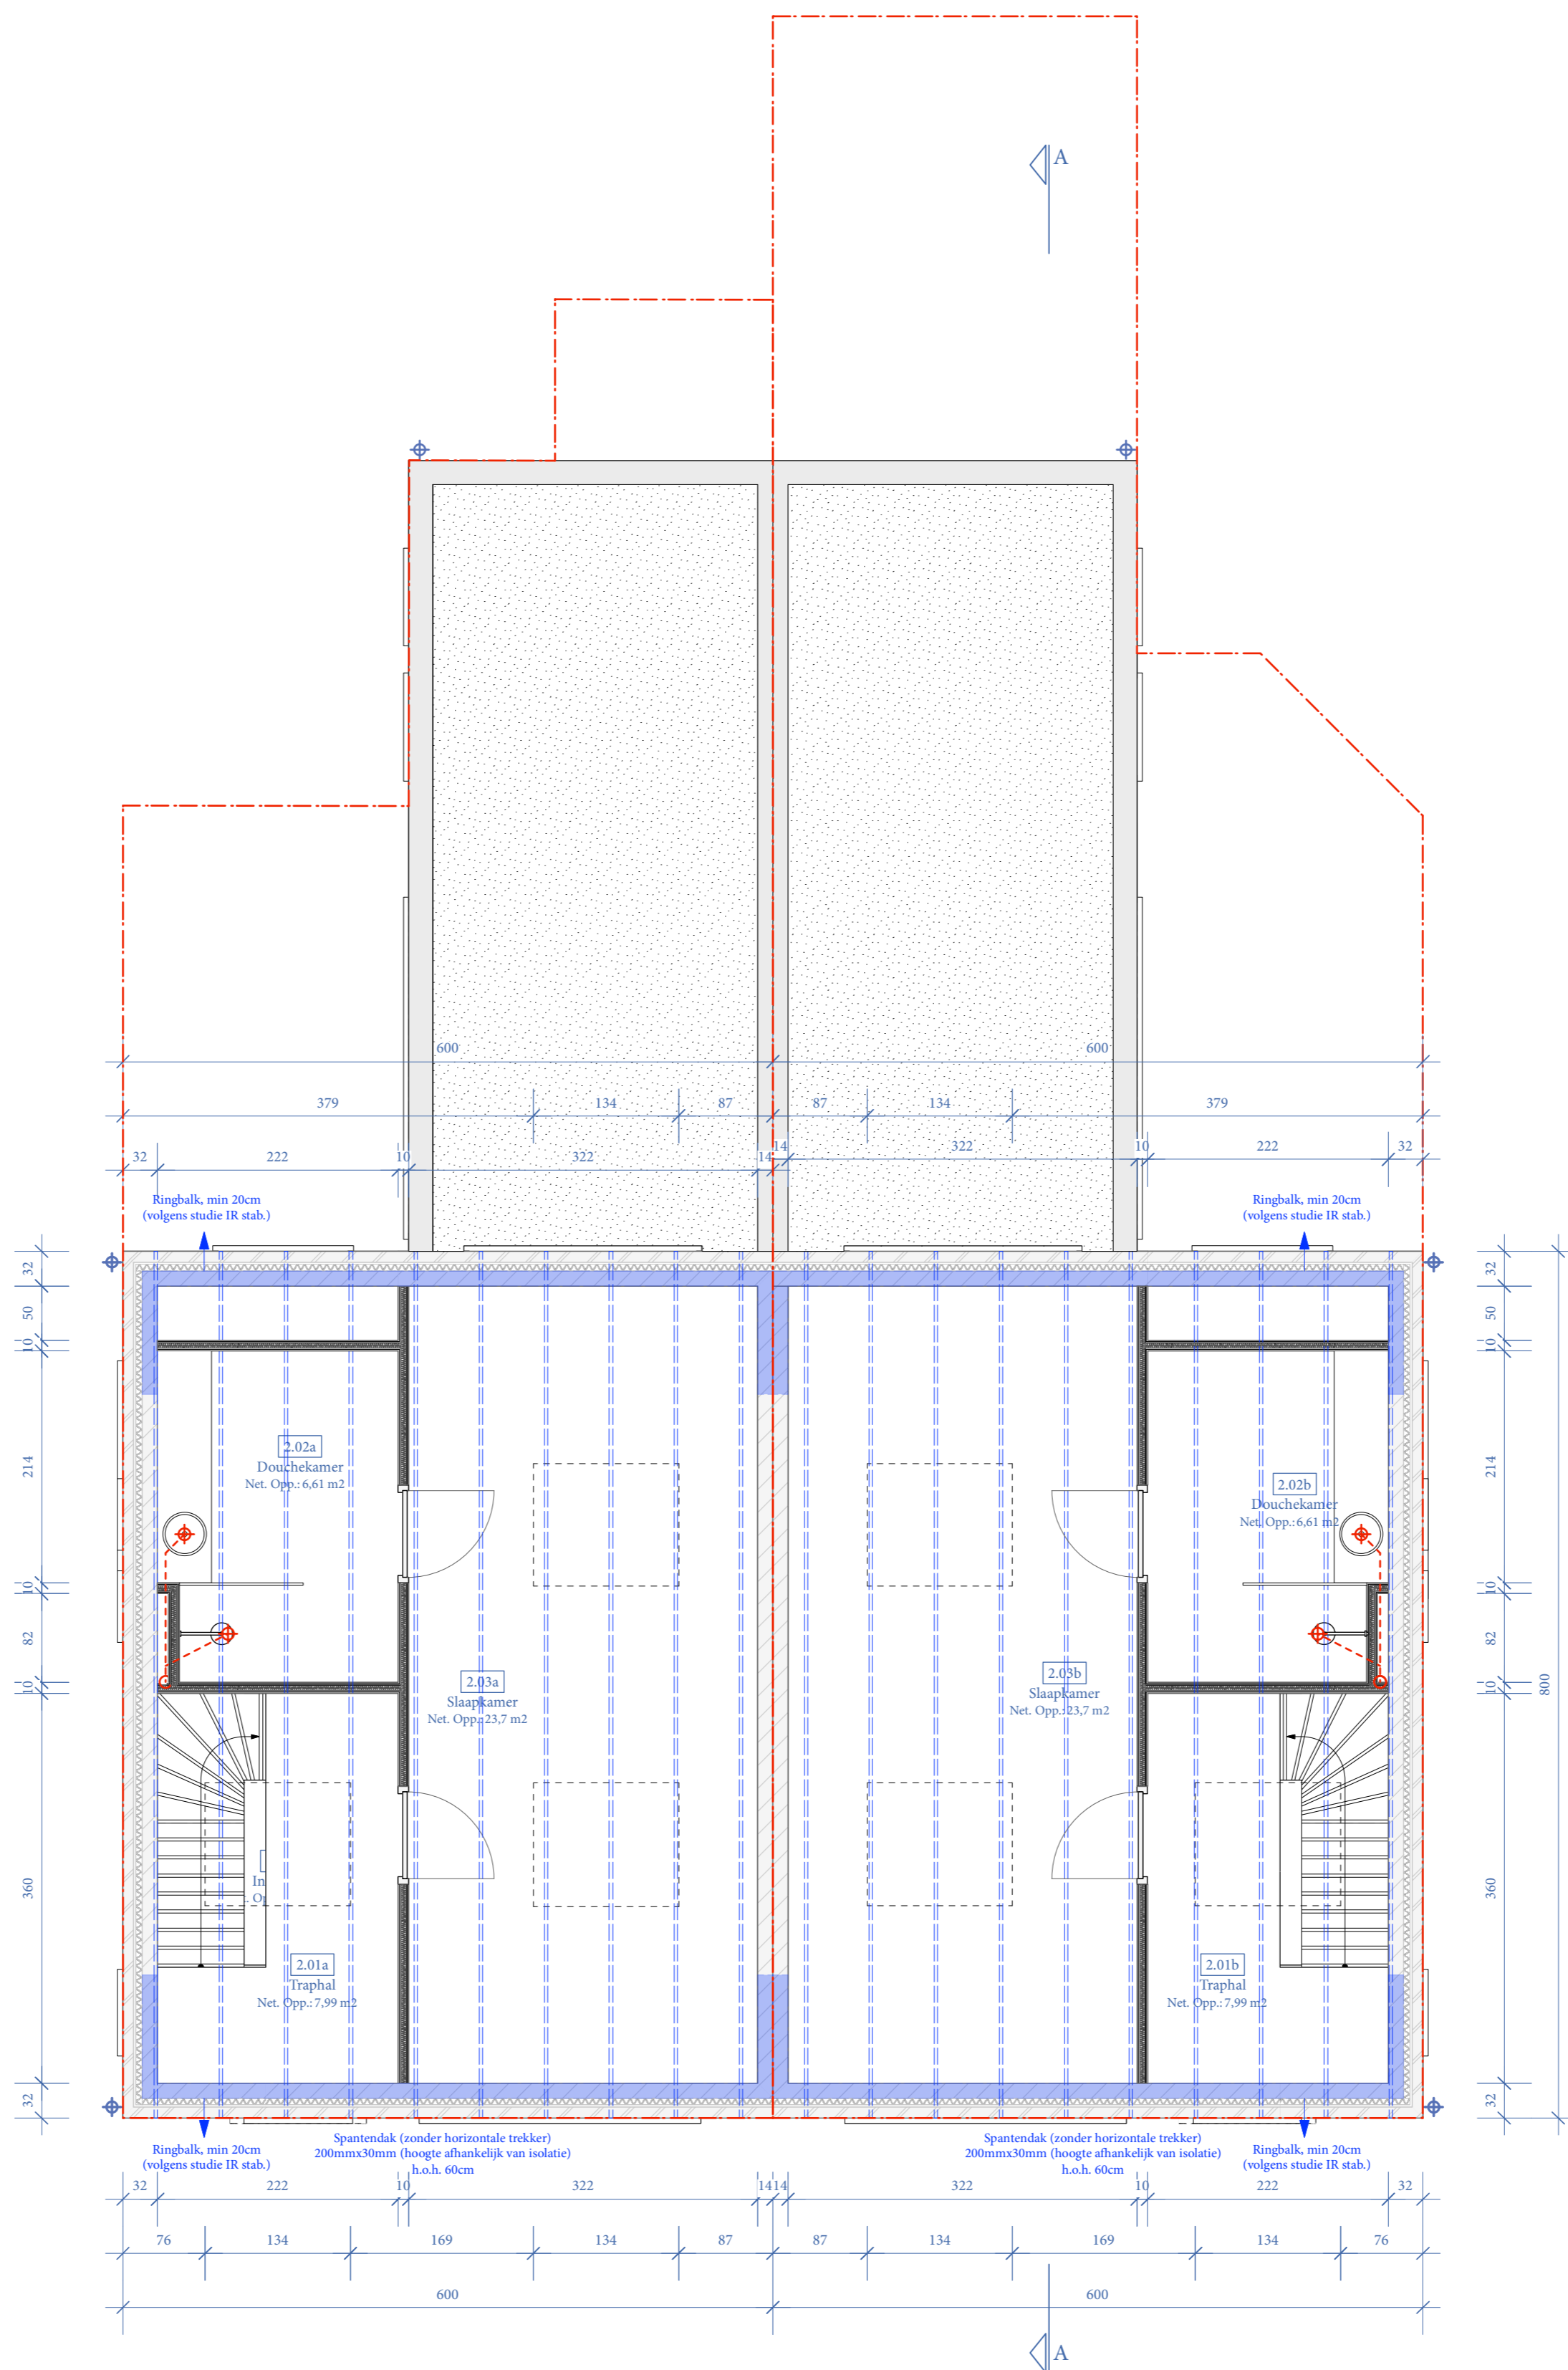 A
600
600
379
134
87
87
134
379
14
322
10
222
32
32
222
10
322
14
Ringbalk, min 20cm
(volgens studie IR stab.)
Ringbalk, min 20cm
(volgens studie IR stab.)
32
50
10
214
10
82
10
360
32
32
50
10
214
10
82
10
360
32
800
2.02a
Douchekamer
Net. Opp.: 6,61 m2
2.02b
Douchekamer
Net. Opp.: 6,61 m2
2.03a
Slaapkamer
Net. Opp.: 23,7 m2
2.03b
Slaapkamer
Net. Opp.: 23,7 m2
In
. Op
2.01a
Traphal
Net. Opp.: 7,99 m2
2.01b
Traphal
Net. Opp.: 7,99 m2
Ringbalk, min 20cm
(volgens studie IR stab.)
Spantendak (zonder horizontale trekker)
200mmx30mm (hoogte afhankelijk van isolatie)
h.o.h. 60cm
Spantendak (zonder horizontale trekker)
200mmx30mm (hoogte afhankelijk van isolatie)
h.o.h. 60cm
Ringbalk, min 20cm
(volgens studie IR stab.)
32
222
10
322
14
14
322
10
222
32
76
134
169
134
87
87
134
169
134
76
600
600
A